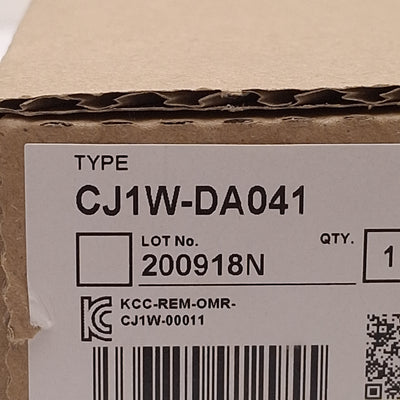 TYPE
CJ1W-DA041
LOT No.
200918N
QTY.
1
KCC-REM-OMR-
CJ1W-00011